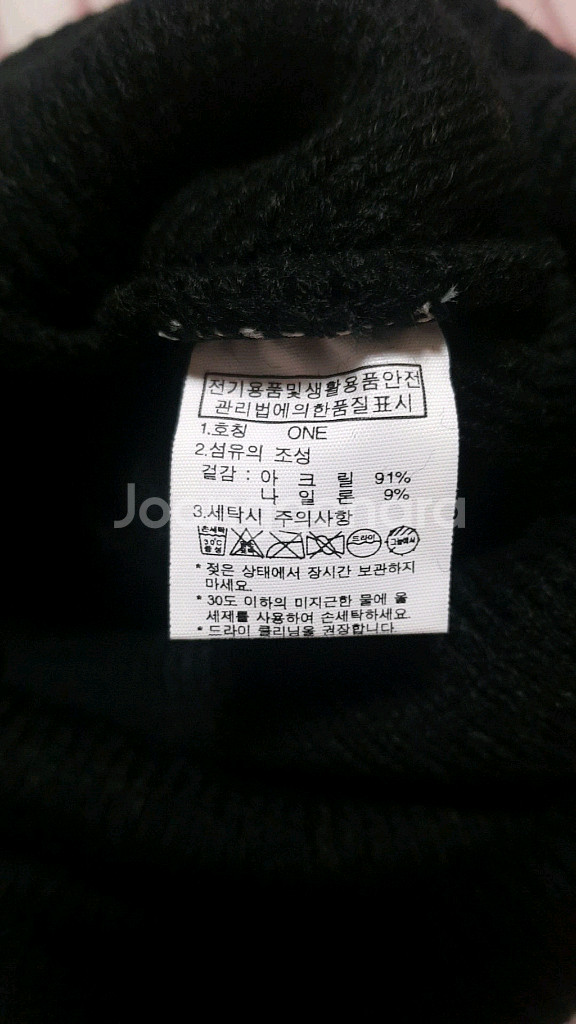 전기용품및생활용품안전
관리법에의한품질표시
1.호칭 ONE
2.섬유의 조성
겉감 : 아 크 릴 91%
나 일 론 9%
3.세탁시 주의사항
손세탁
30℃
중성
드라이
그늘에서
* 젖은 상태에서 장시간 보관하지
마세요.
* 30도 이하의 미지근한 물에 울
세제를 사용하여 손세탁하세요.
* 드라이 클리닝을 권장합니다.